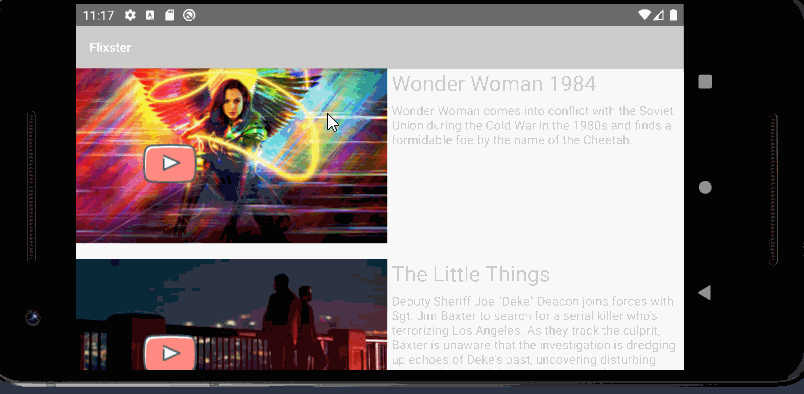 11:17
Flixster
Wonder Woman 1984
Wonder Woman comes into conflict with the Soviet
Union during the Cold War in the 1980s and finds a
formidable foe by the name of the Cheetah.
The Little Things
Deputy Sheriff Joe "Deke" Deacon joins forces with
Sgt. Jim Baxter to search for a serial killer who's
terrorizing Los Angeles. As they track the culprit,
Baxter is unaware that the investigation is dredging
up echoes of Deke's past, uncovering disturbing